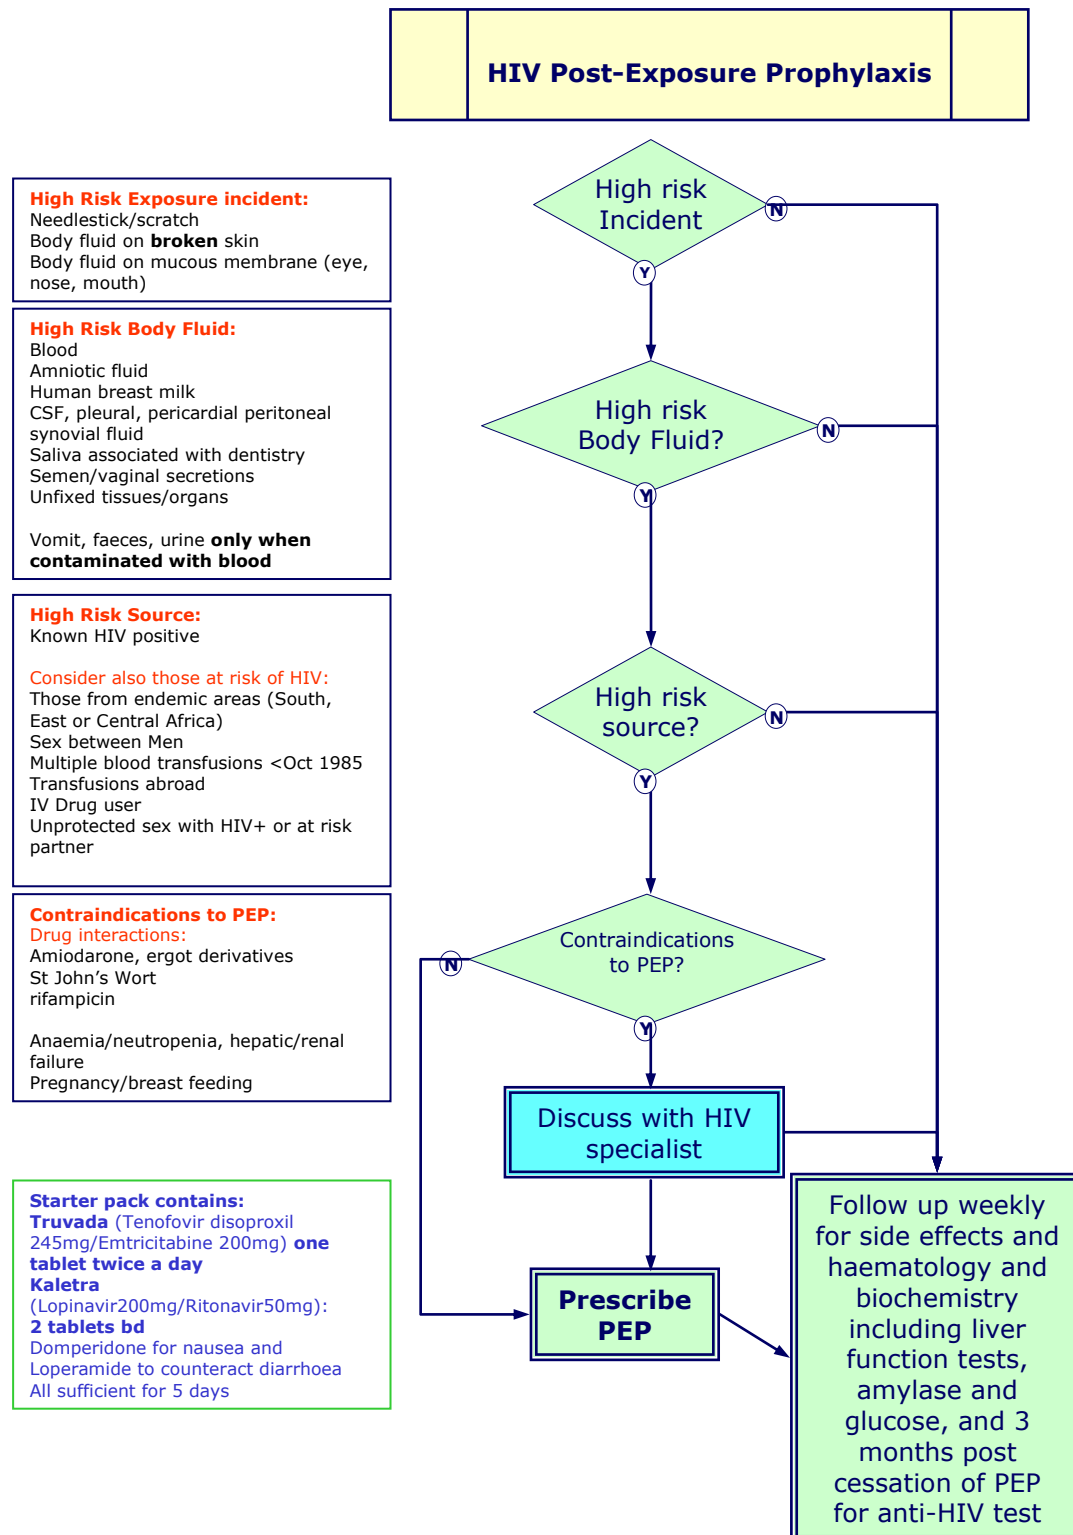 HIV Post-Exposure Prophylaxis
High risk
Incident
N
Y
High Risk Exposure incident:
Needlestick/scratch
Body fluid on broken skin
Body fluid on mucous membrane (eye,
nose, mouth)
High Risk Body Fluid:
Blood
Amniotic fluid
Human breast milk
CSF, pleural, pericardial peritoneal
synovial fluid
Saliva associated with dentistry
Semen/vaginal secretions
Unfixed tissues/organs
Vomit, faeces, urine only when
contaminated with blood
High risk
Body Fluid?
N
Y
High Risk Source:
Known HIV positive
Consider also those at risk of HIV:
Those from endemic areas (South,
East or Central Africa)
Sex between Men
Multiple blood transfusions <Oct 1985
Transfusions abroad
IV Drug user
Unprotected sex with HIV+ or at risk
partner
High risk
source?
N
Y
Contraindications to PEP:
Drug interactions:
Amiodarone, ergot derivatives
St John’s Wort
rifampicin
Anaemia/neutropenia, hepatic/renal
failure
Pregnancy/breast feeding
Contraindications
to PEP?
N
Y
Discuss with HIV
specialist
Starter pack contains:
Truvada (Tenofovir disoproxil
245mg/Emtricitabine 200mg) one
tablet twice a day
Kaletra
(Lopinavir200mg/Ritonavir50mg):
2 tablets bd
Domperidone for nausea and
Loperamide to counteract diarrhoea
All sufficient for 5 days
Prescribe
PEP
Follow up weekly
for side effects and
haematology and
biochemistry
including liver
function tests,
amylase and
glucose, and 3
months post
cessation of PEP
for anti-HIV test